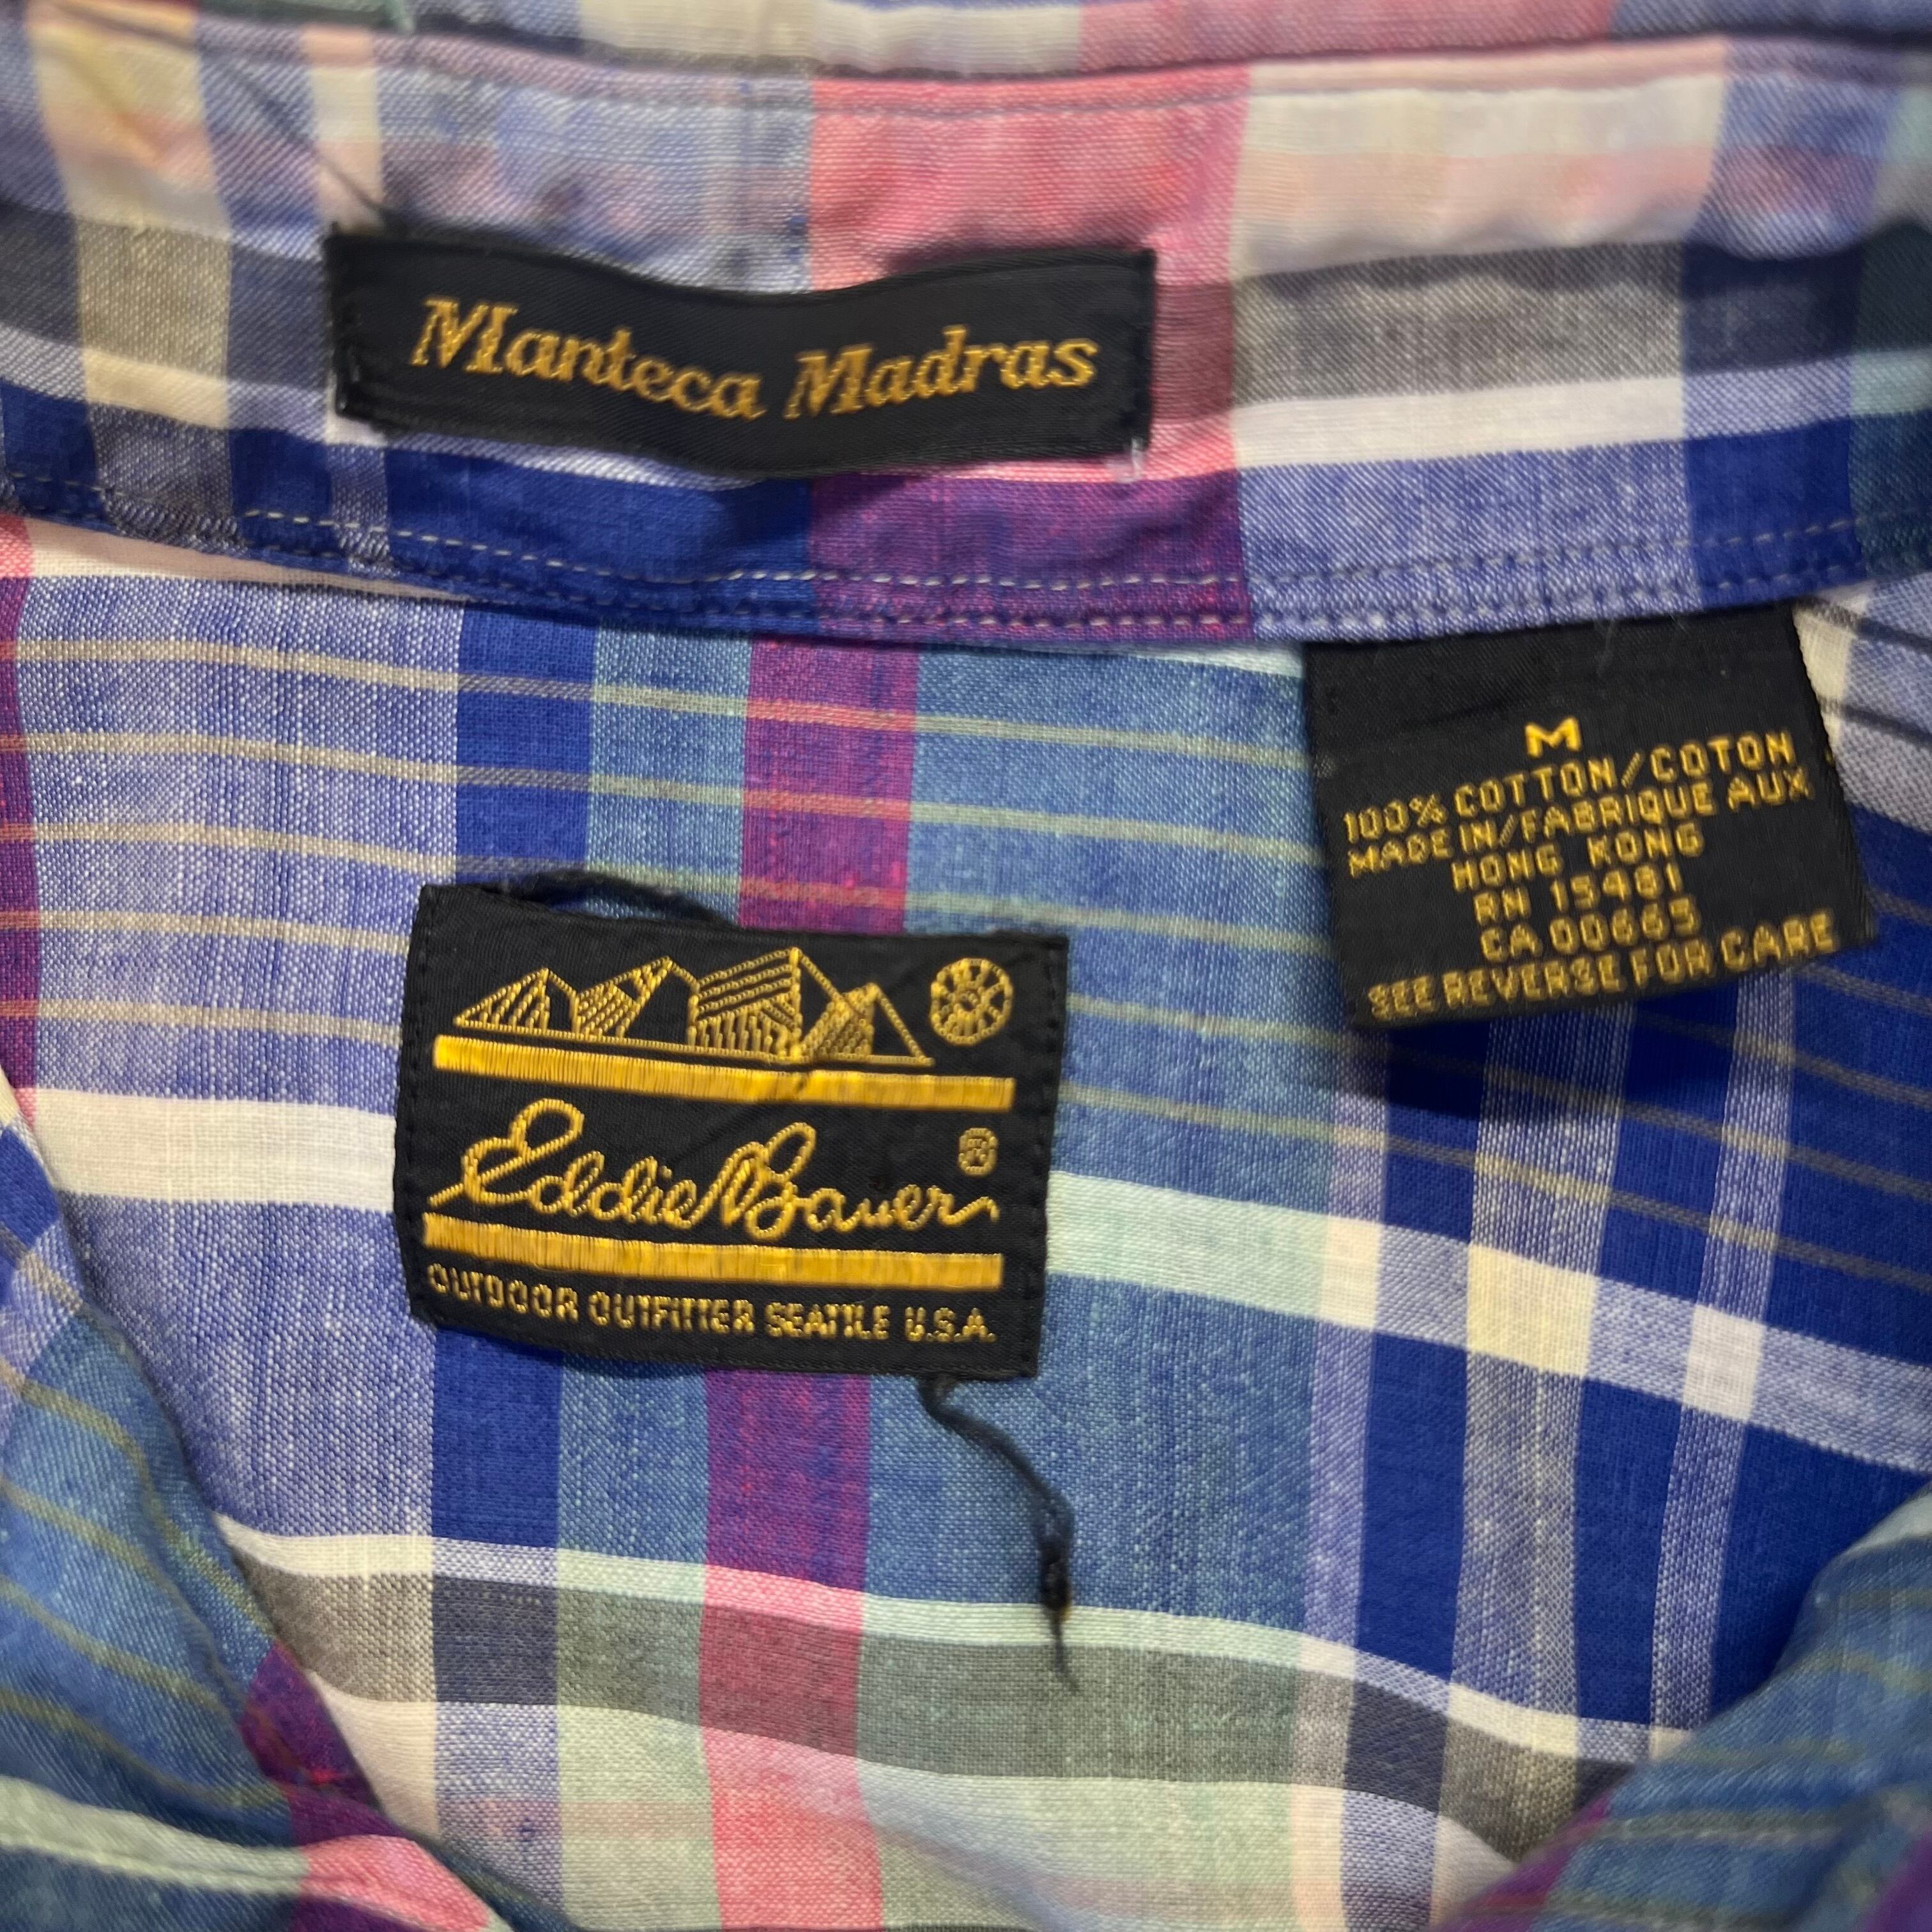 Manteca Madras
M
100% COTTON/COTON
MADE IN/FABRIQUE AUX
HONG KONG
RN 15481
CA 00665
SEE REVERSE FOR CARE
Eddie Bauer
OUTDOOR OUTFITTER SEATTLE U.S.A.